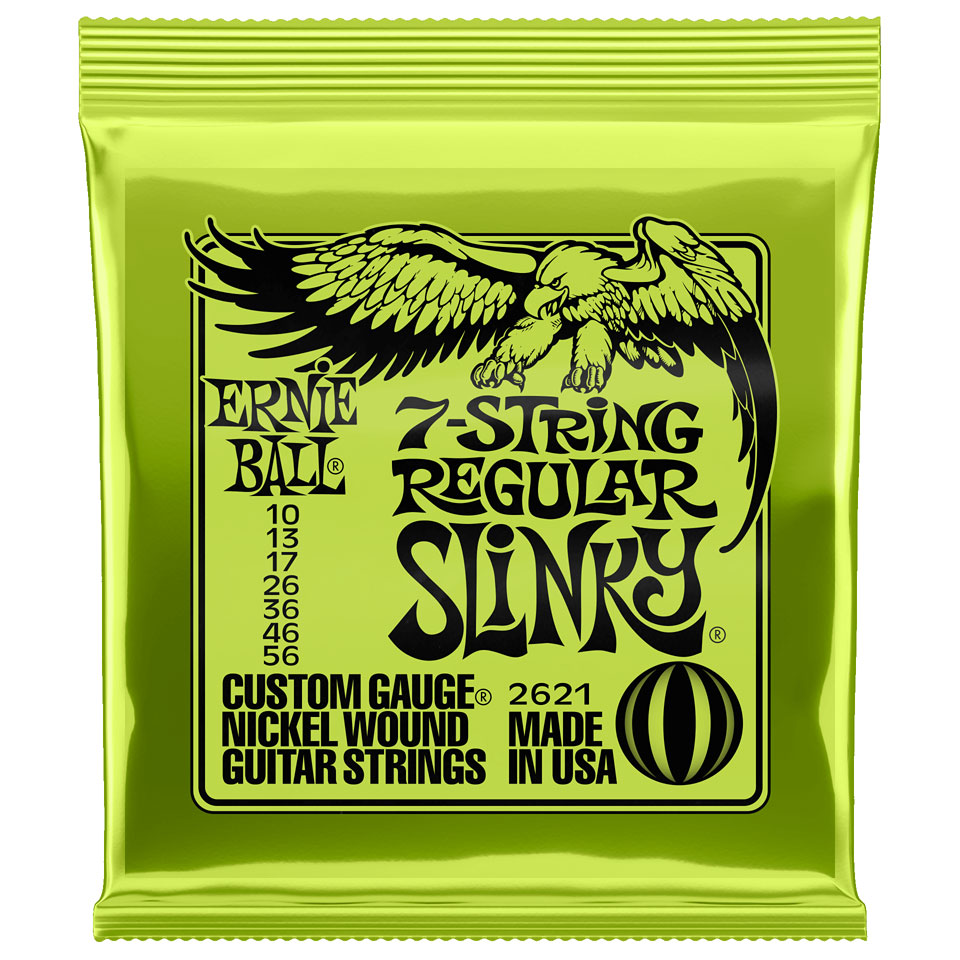 ERNIE
BALL®
10
13
17
26
36
46
56
7-STRING
REGULAR
SLINKY®
CUSTOM GAUGE®
NICKEL WOUND
GUITAR STRINGS
2621
MADE
IN USA